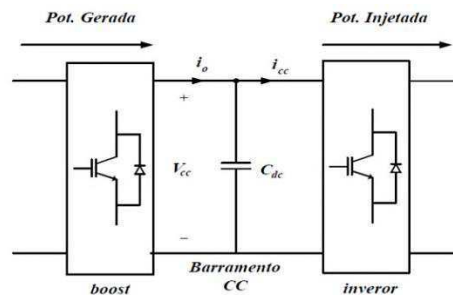 Pot. Gerada
Pot. Injetada
i_o
i_cc
+
V_cc
C_dc
−
Barramento
CC
boost
inveror